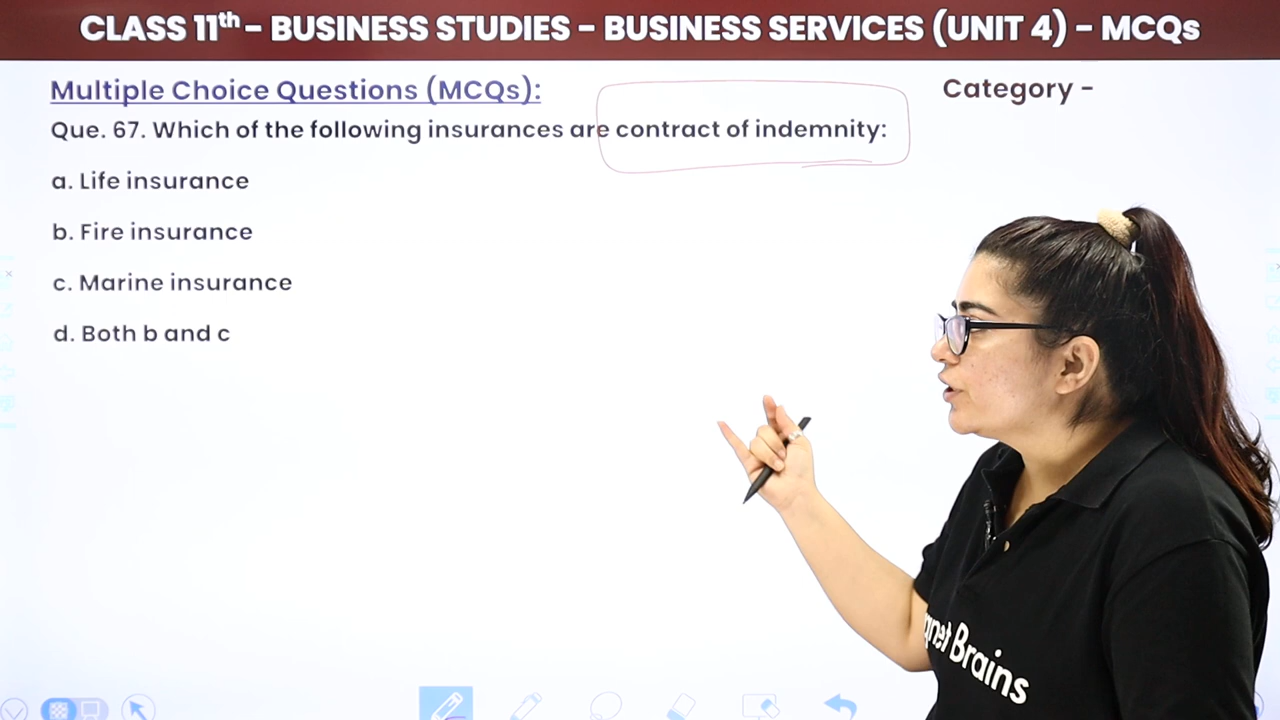 CLASS 11th - BUSINESS STUDIES - BUSINESS SERVICES (UNIT 4) - MCQs
Multiple Choice Questions (MCQs):
Category -
Que. 67. Which of the following insurances are contract of indemnity:
a. Life insurance
b. Fire insurance
c. Marine insurance
d. Both b and c
Brains